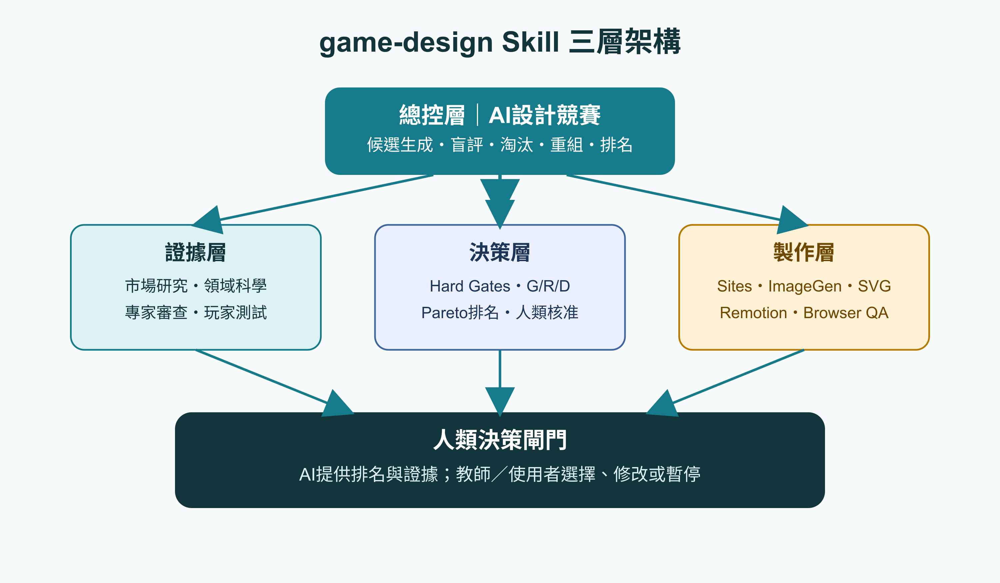 game-design Skill 三層架構
總控層｜AI設計競賽
候選生成・盲評・淘汰・重組・排名
證據層
市場研究・領域科學
專家審查・玩家測試
決策層
Hard Gates・G/R/D
Pareto排名・人類核准
製作層
Sites・ImageGen・SVG
Remotion・Browser QA
人類決策閘門
AI提供排名與證據；教師／使用者選擇、修改或暫停